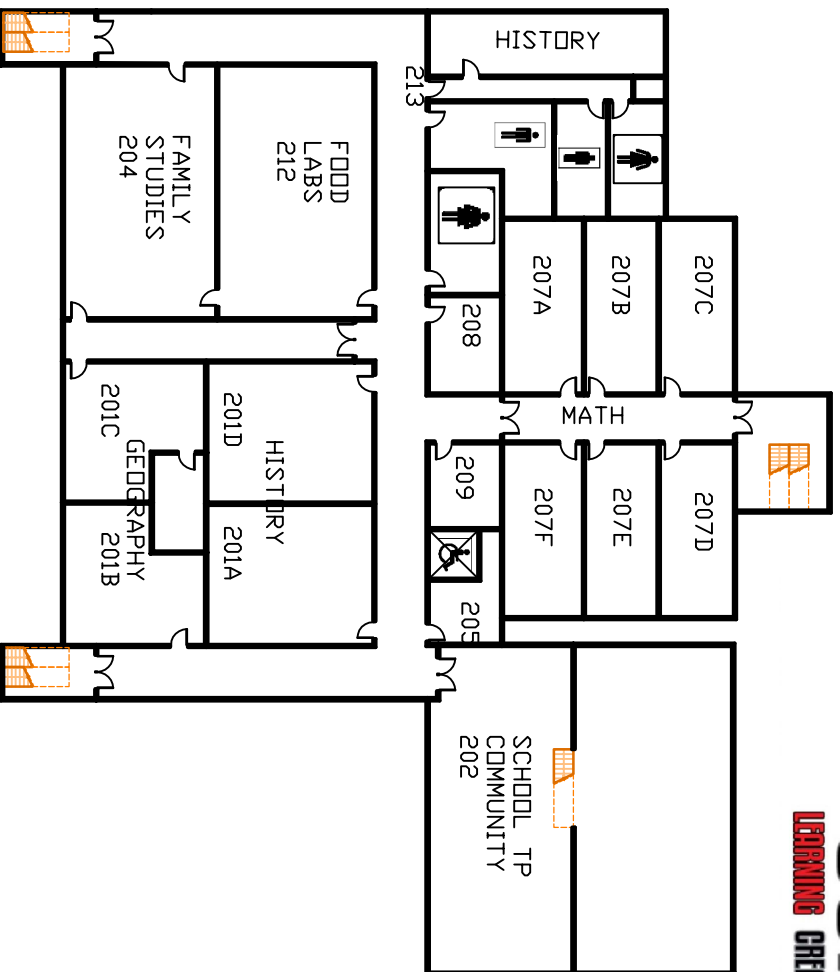 HISTORY
213
FAMILY
STUDIES
204
FOOD
LABS
212
207A
207B
207C
208
MATH
201C
201D
HISTORY
GEOGRAPHY
201B
201A
209
207F
207E
207D
205
SCHOOL TP
COMMUNITY
202
LEARNING